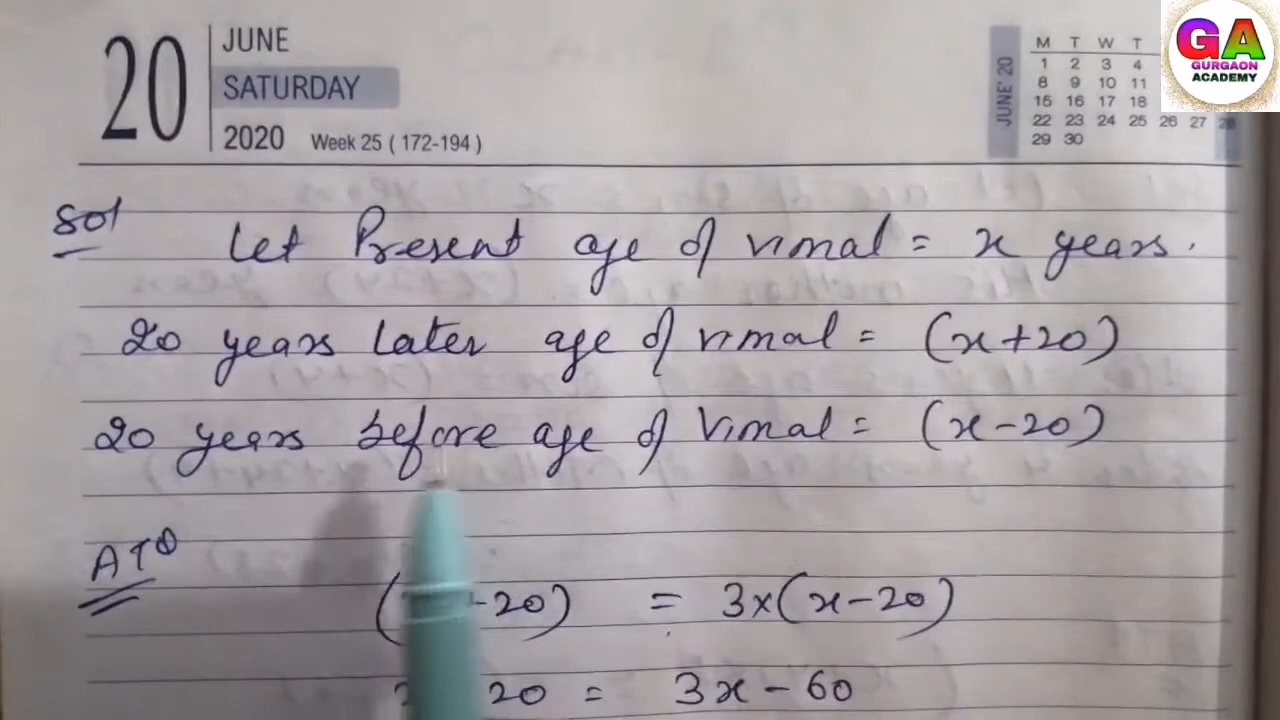 20
JUNE
SATURDAY
2020 Week 25 ( 172-194 )
JUNE' 20
M T W T
1 2 3 4
8 9 10 11
15 16 17 18
22 23 24 25 26 27 28
29 30
GA
GURGAON
ACADEMY
Sol Let Present age of vimal = x years.
20 years later age of vimal = (x+20)
20 years before age of vimal = (x-20)
ATQ
( -20) = 3x(x-20)
20 = 3x - 60